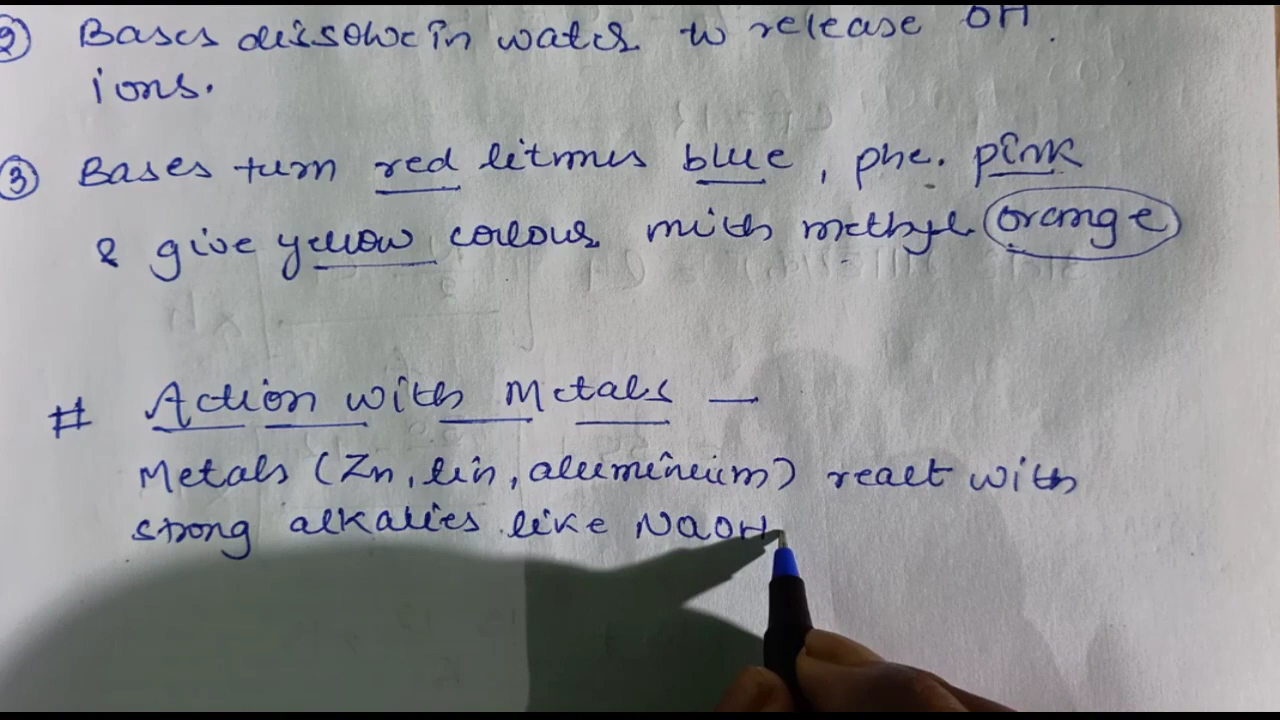 2) Bases dissolve in water to release OH
ions.
3) Bases turn red litmus blue, phe. pink
& give yellow colour with methyl orange
# Action with Metals —
Metals (Zn, tin, aluminium) react with
strong alkalies like NaOH